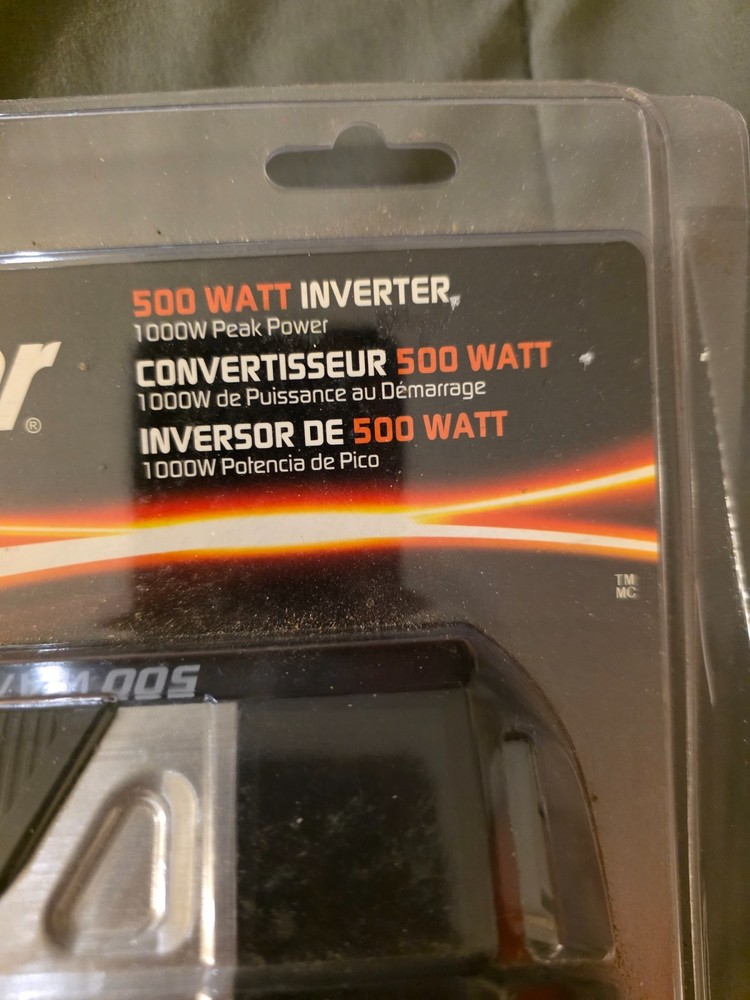 500 WATT INVERTER
1000W Peak Power
CONVERTISSEUR 500 WATT
1000W de Puissance au Démarrage
INVERSOR DE 500 WATT
1000W Potencia de Pico
®
TM
MC
500